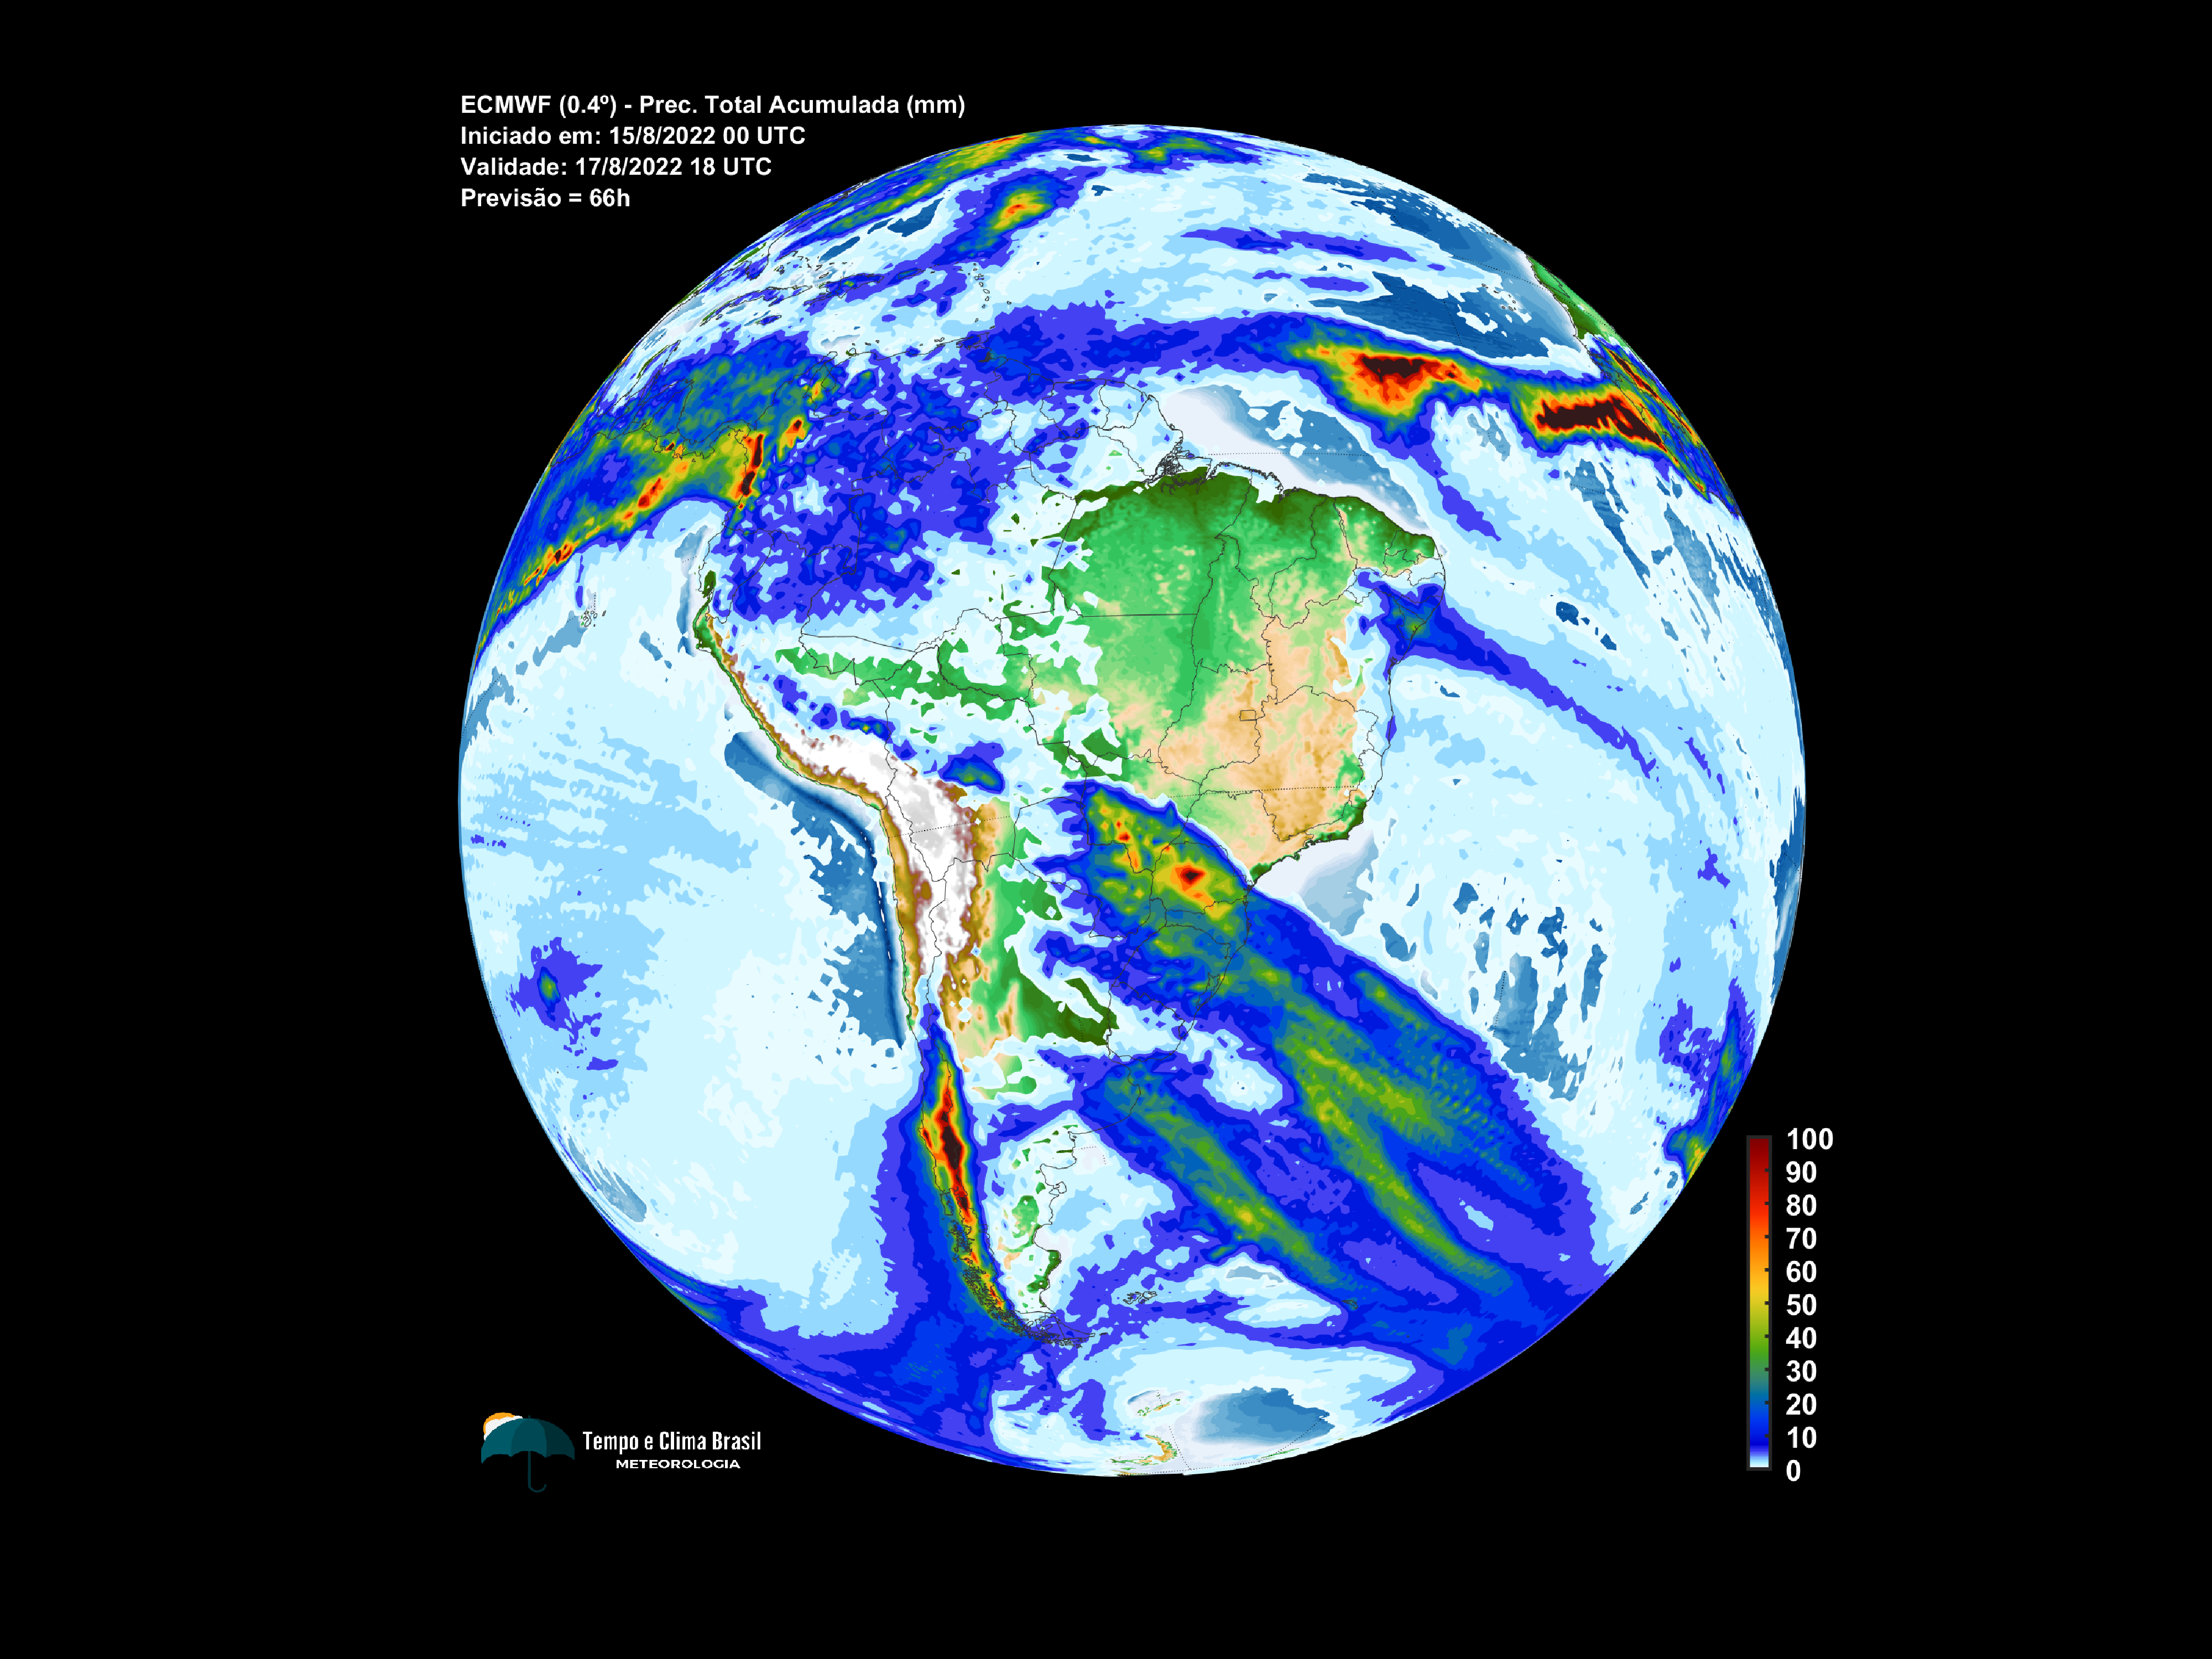 ECMWF (0.4º) - Prec. Total Acumulada (mm)
Iniciado em: 15/8/2022 00 UTC
Validade: 17/8/2022 18 UTC
Previsão = 66h
100
90
80
70
60
50
40
30
20
10
0
Tempo e Clima Brasil
METEOROLOGIA